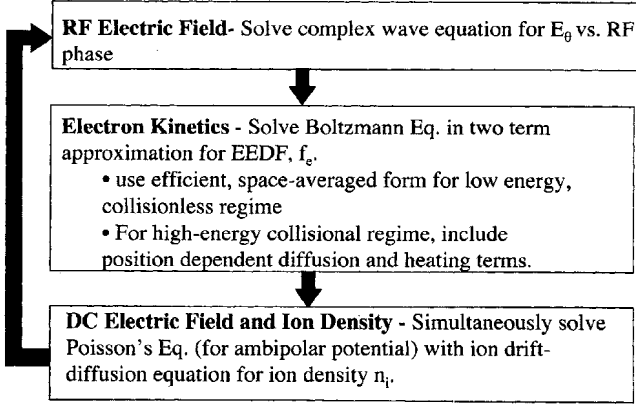 RF Electric Field- Solve complex wave equation for Eθ vs. RF
phase
Electron Kinetics - Solve Boltzmann Eq. in two term
approximation for EEDF, fe.
• use efficient, space-averaged form for low energy,
collisionless regime
• For high-energy collisional regime, include
position dependent diffusion and heating terms.
DC Electric Field and Ion Density - Simultaneously solve
Poisson's Eq. (for ambipolar potential) with ion drift-
diffusion equation for ion density ni.